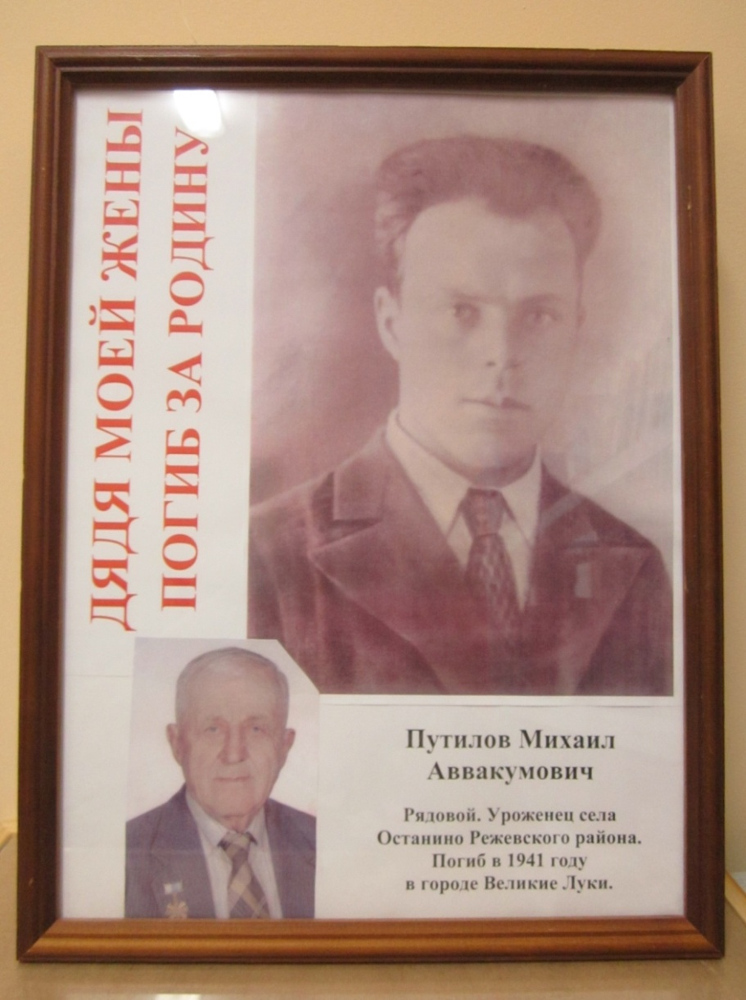 ДЯДЯ МОЕЙ ЖЕНЫ
ПОГИБ ЗА РОДИНУ
Путилов Михаил
Аввакумович
Рядовой. Уроженец села
Останино Режевского района.
Погиб в 1941 году
в городе Великие Луки.